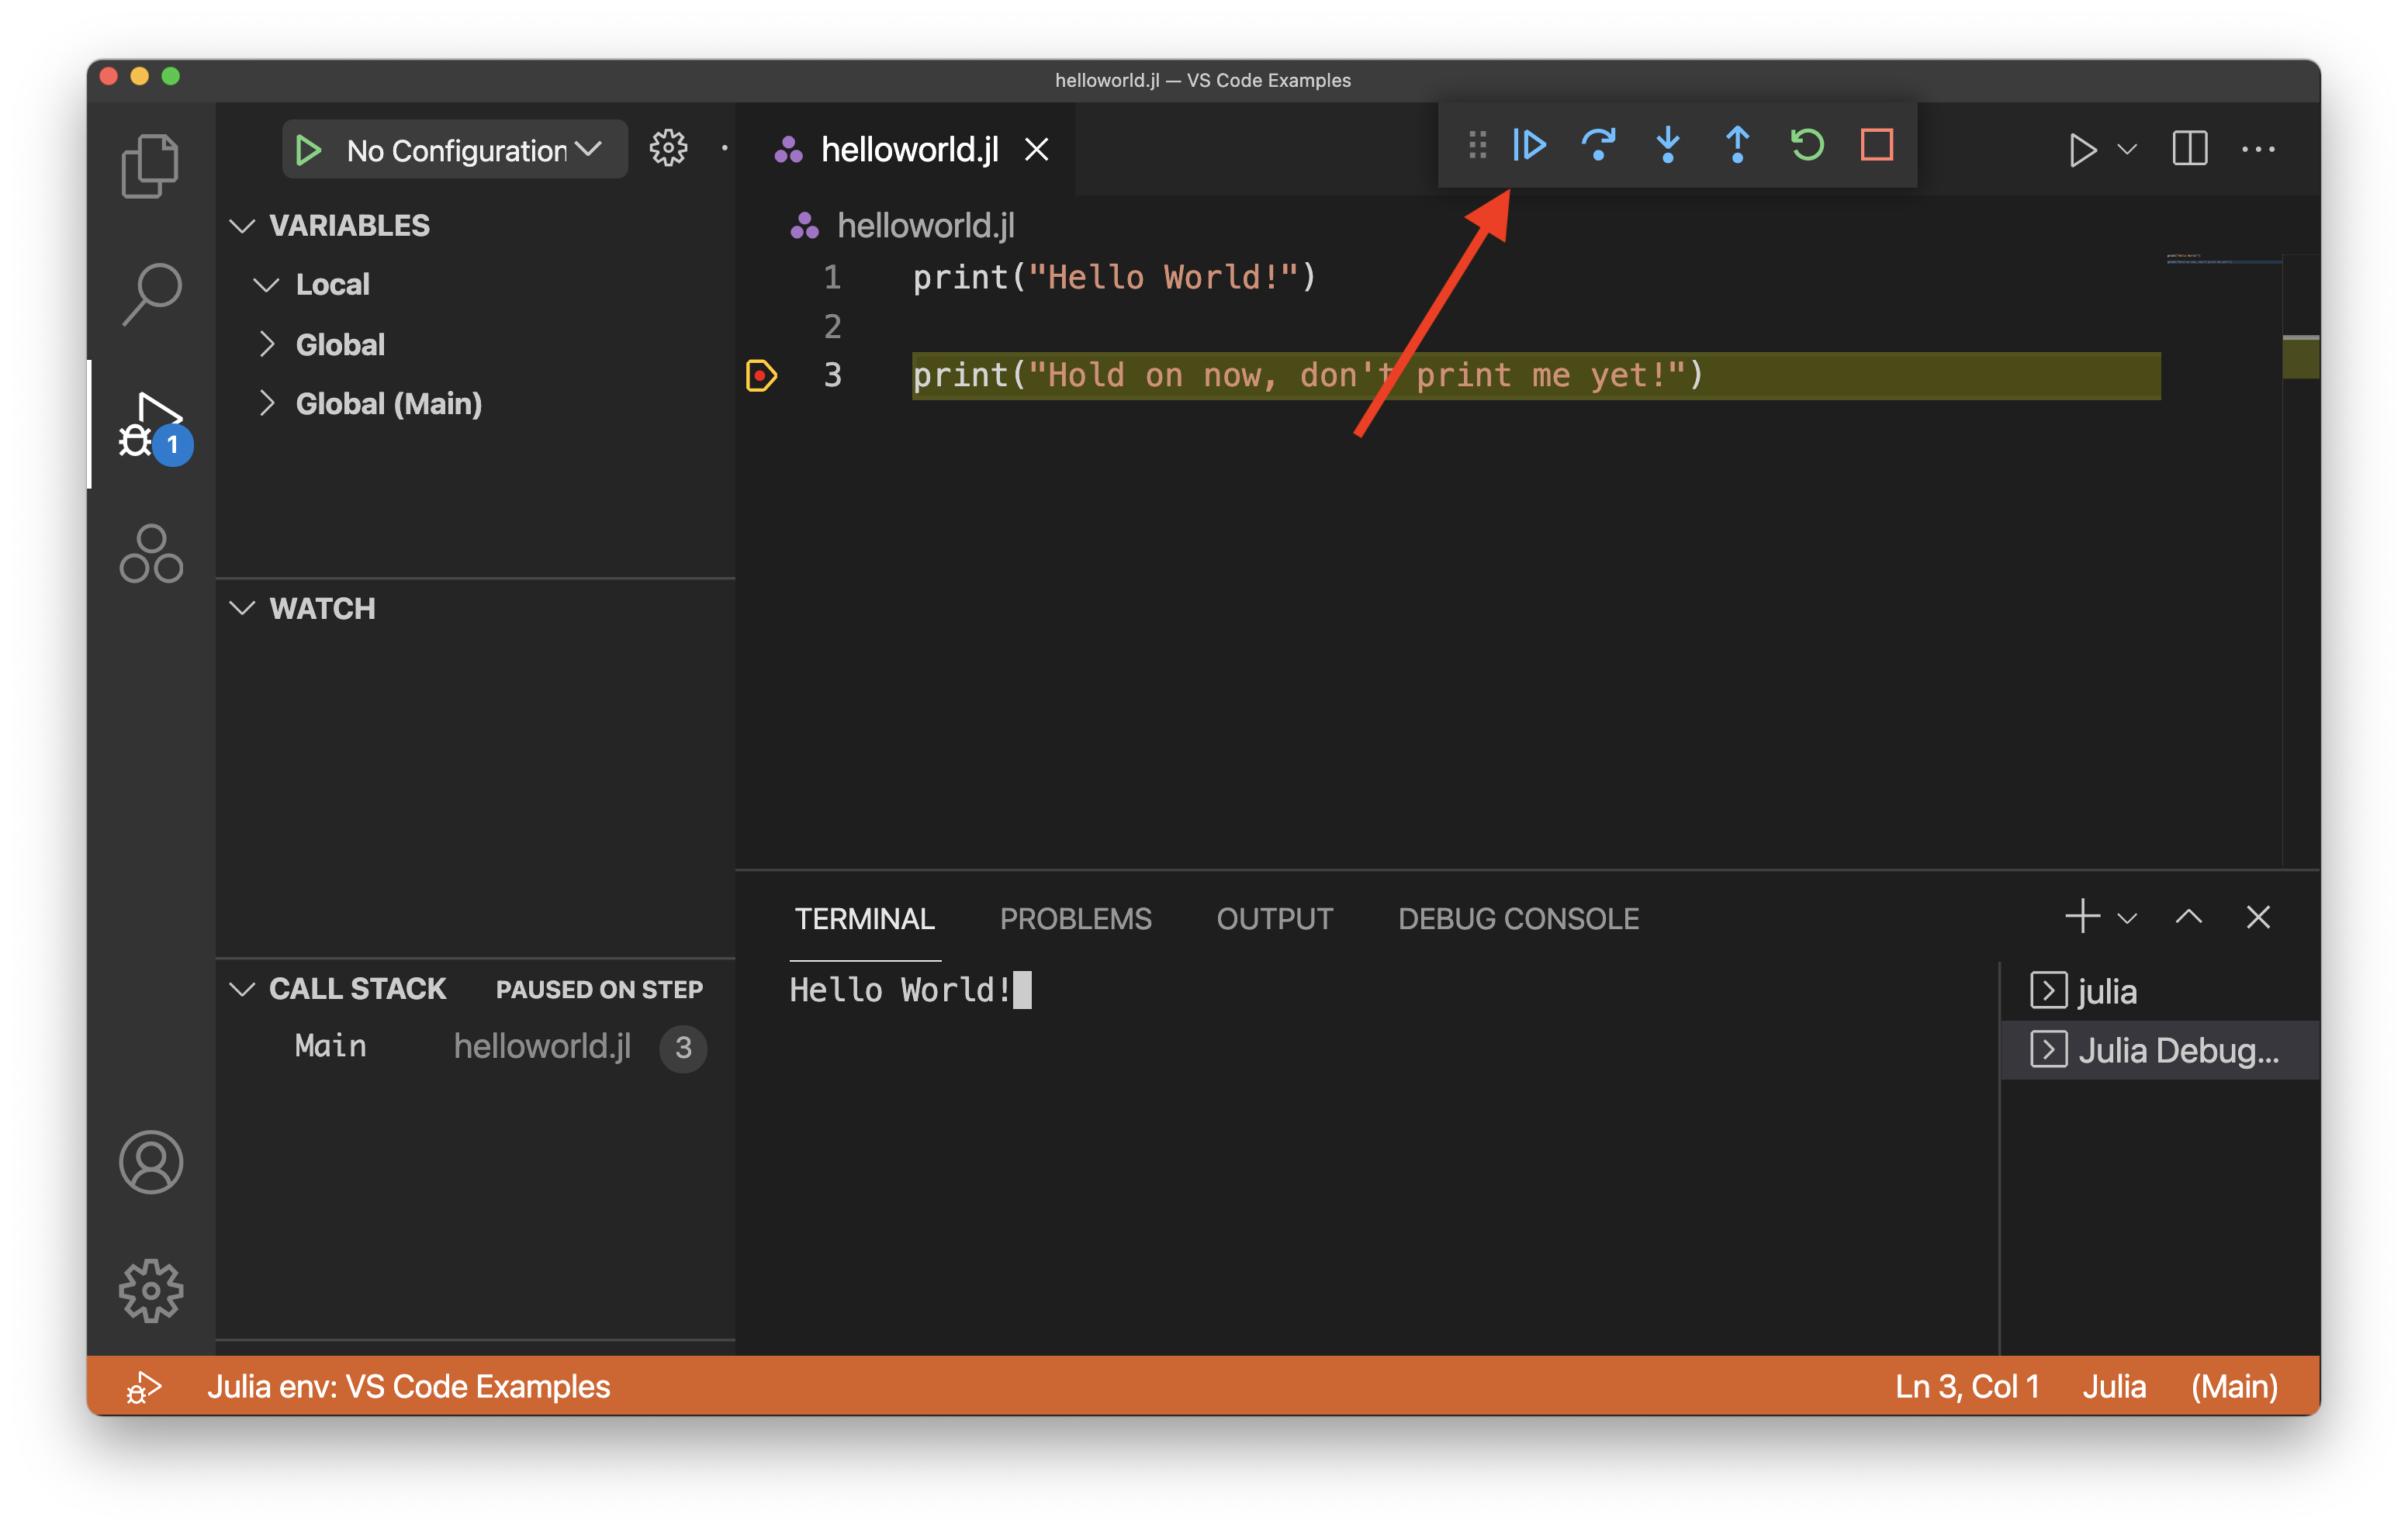 helloworld.jl — VS Code Examples
No Configuration
helloworld.jl
VARIABLES
Local
Global
Global (Main)
1
WATCH
CALL STACK
PAUSED ON STEP
Main
helloworld.jl
3
helloworld.jl
1 print("Hello World!")
2
3 print("Hold on now, don't print me yet!")
TERMINAL
PROBLEMS
OUTPUT
DEBUG CONSOLE
Hello World!
julia
Julia Debug...
Julia env: VS Code Examples
Ln 3, Col 1
Julia
(Main)